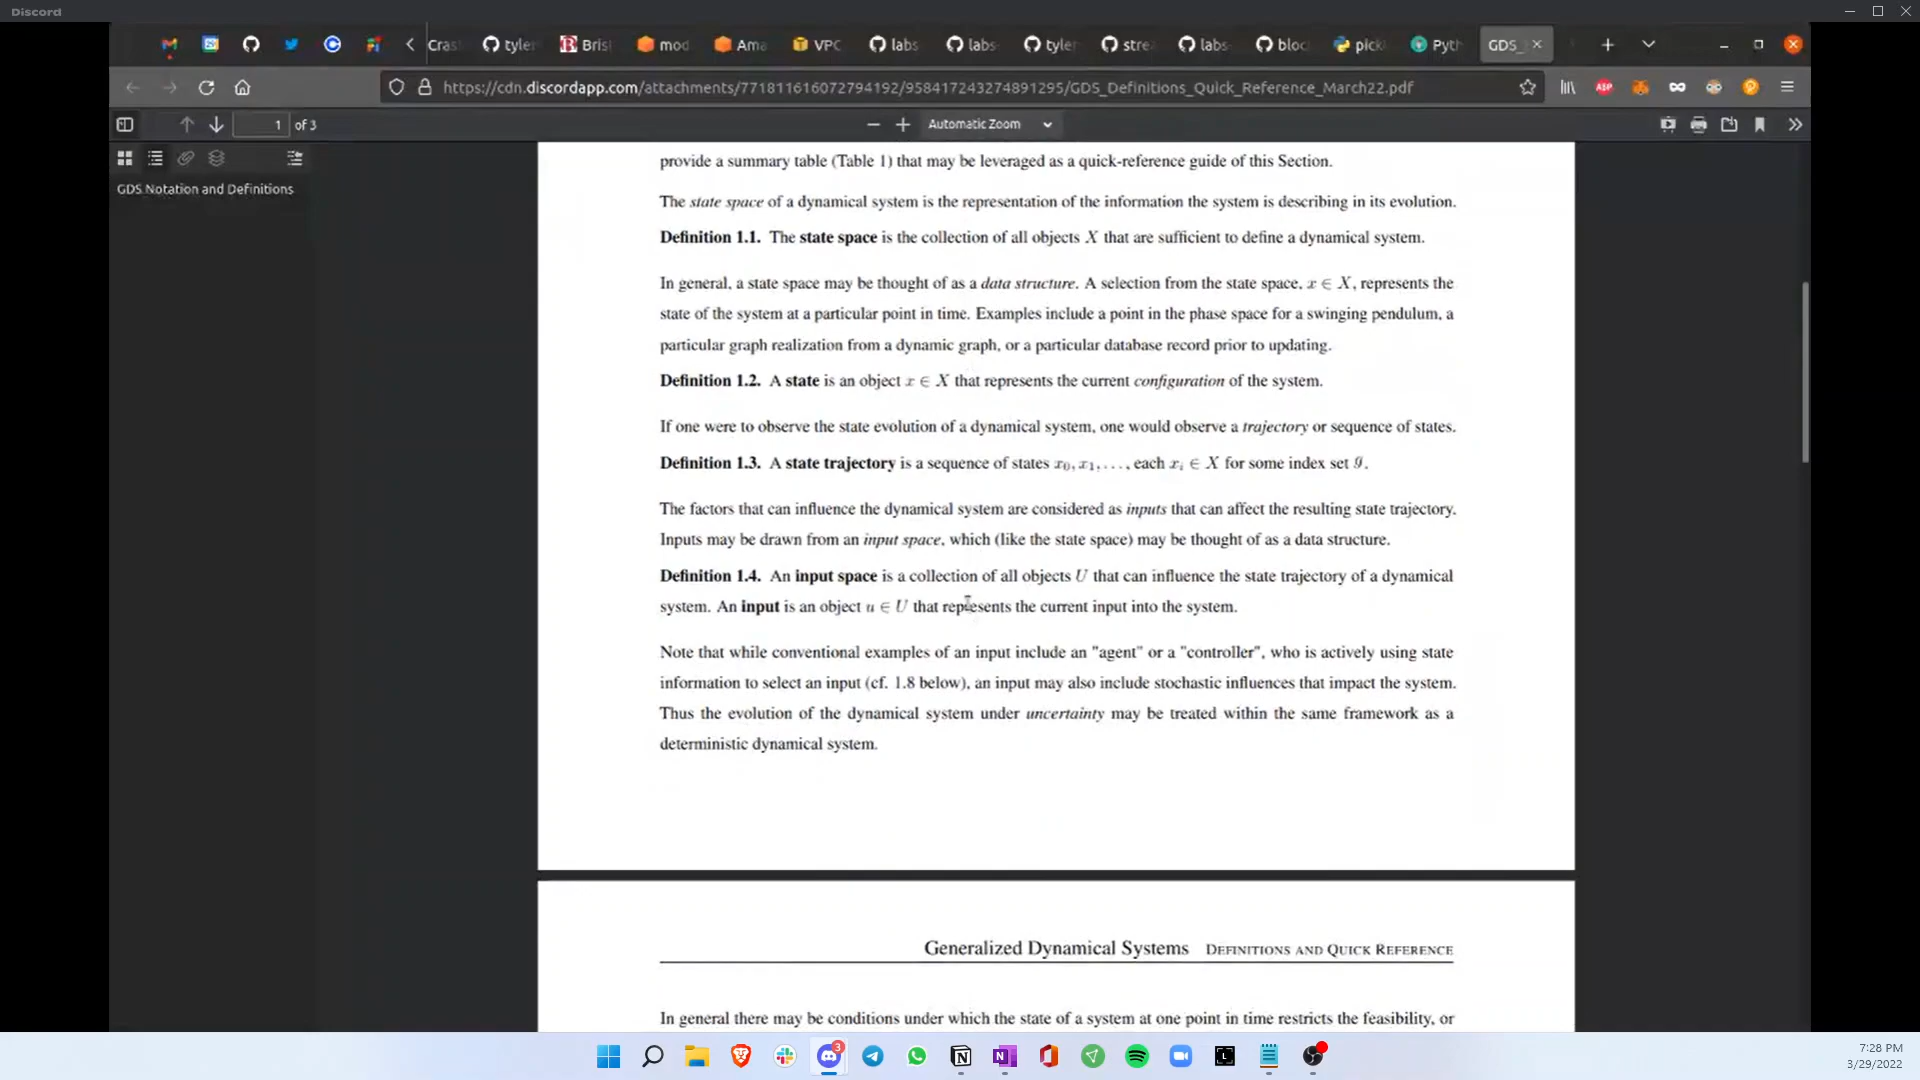 Discord
Cras
tyler
Bris
mod
Ama
VPC
labs
labs
tyler
stre
labs
bloc
pick
Pyth
GDS_
https://cdn.discordapp.com/attachments/771811616072794192/958417243274891295/GDS_Definitions_Quick_Reference_March22.pdf
1 of 3
Automatic Zoom
GDS Notation and Definitions
provide a summary table (Table 1) that may be leveraged as a quick-reference guide of this Section.
The state space of a dynamical system is the representation of the information the system is describing in its evolution.
Definition 1.1. The state space is the collection of all objects X that are sufficient to define a dynamical system.
In general, a state space may be thought of as a data structure. A selection from the state space, x ∈ X, represents the
state of the system at a particular point in time. Examples include a point in the phase space for a swinging pendulum, a
particular graph realization from a dynamic graph, or a particular database record prior to updating.
Definition 1.2. A state is an object x ∈ X that represents the current configuration of the system.
If one were to observe the state evolution of a dynamical system, one would observe a trajectory or sequence of states.
Definition 1.3. A state trajectory is a sequence of states x₀, x₁, . . . , each xᵢ ∈ X for some index set 𝓘.
The factors that can influence the dynamical system are considered as inputs that can affect the resulting state trajectory.
Inputs may be drawn from an input space, which (like the state space) may be thought of as a data structure.
Definition 1.4. An input space is a collection of all objects U that can influence the state trajectory of a dynamical
system. An input is an object u ∈ U that represents the current input into the system.
Note that while conventional examples of an input include an "agent" or a "controller", who is actively using state
information to select an input (cf. 1.8 below), an input may also include stochastic influences that impact the system.
Thus the evolution of the dynamical system under uncertainty may be treated within the same framework as a
deterministic dynamical system.
Generalized Dynamical Systems DEFINITIONS AND QUICK REFERENCE
In general there may be conditions under which the state of a system at one point in time restricts the feasibility, or
7:28 PM
3/29/2022